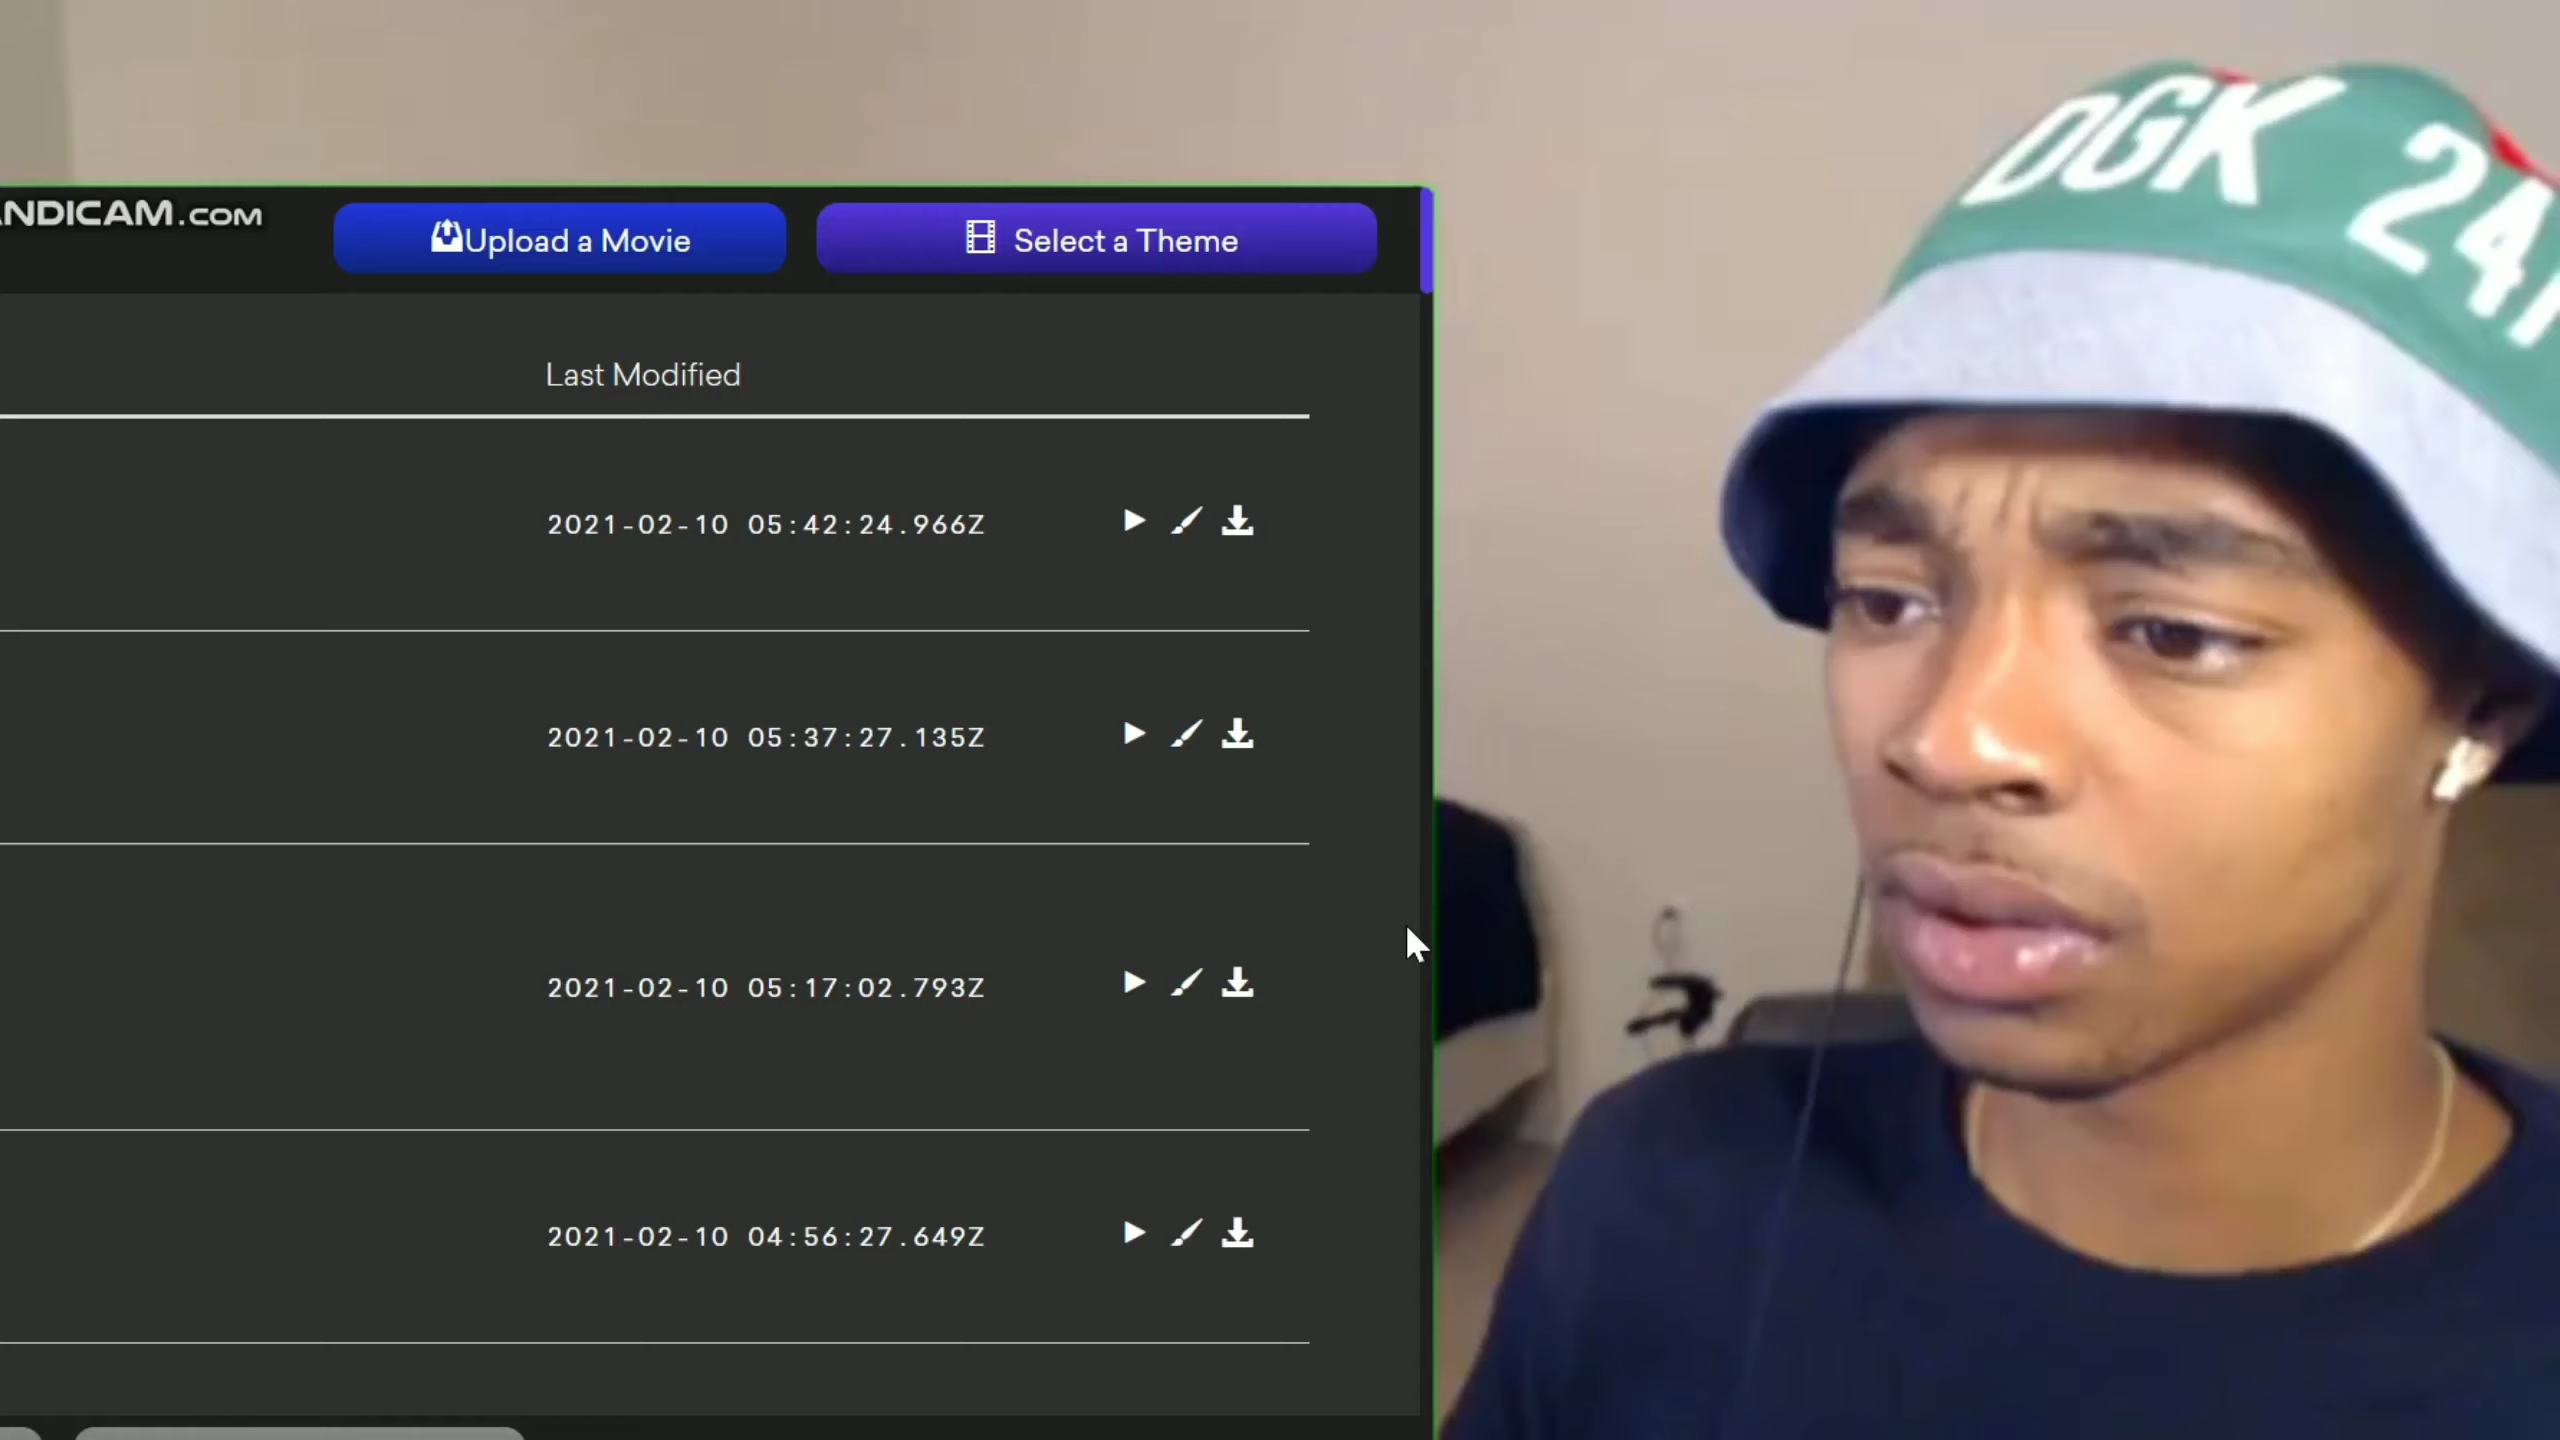 ANDICAM.COM
Upload a Movie
Select a Theme
DGK 24
Last Modified
2021-02-10 05:42:24.966Z
2021-02-10 05:37:27.135Z
2021-02-10 05:17:02.793Z
2021-02-10 04:56:27.649Z